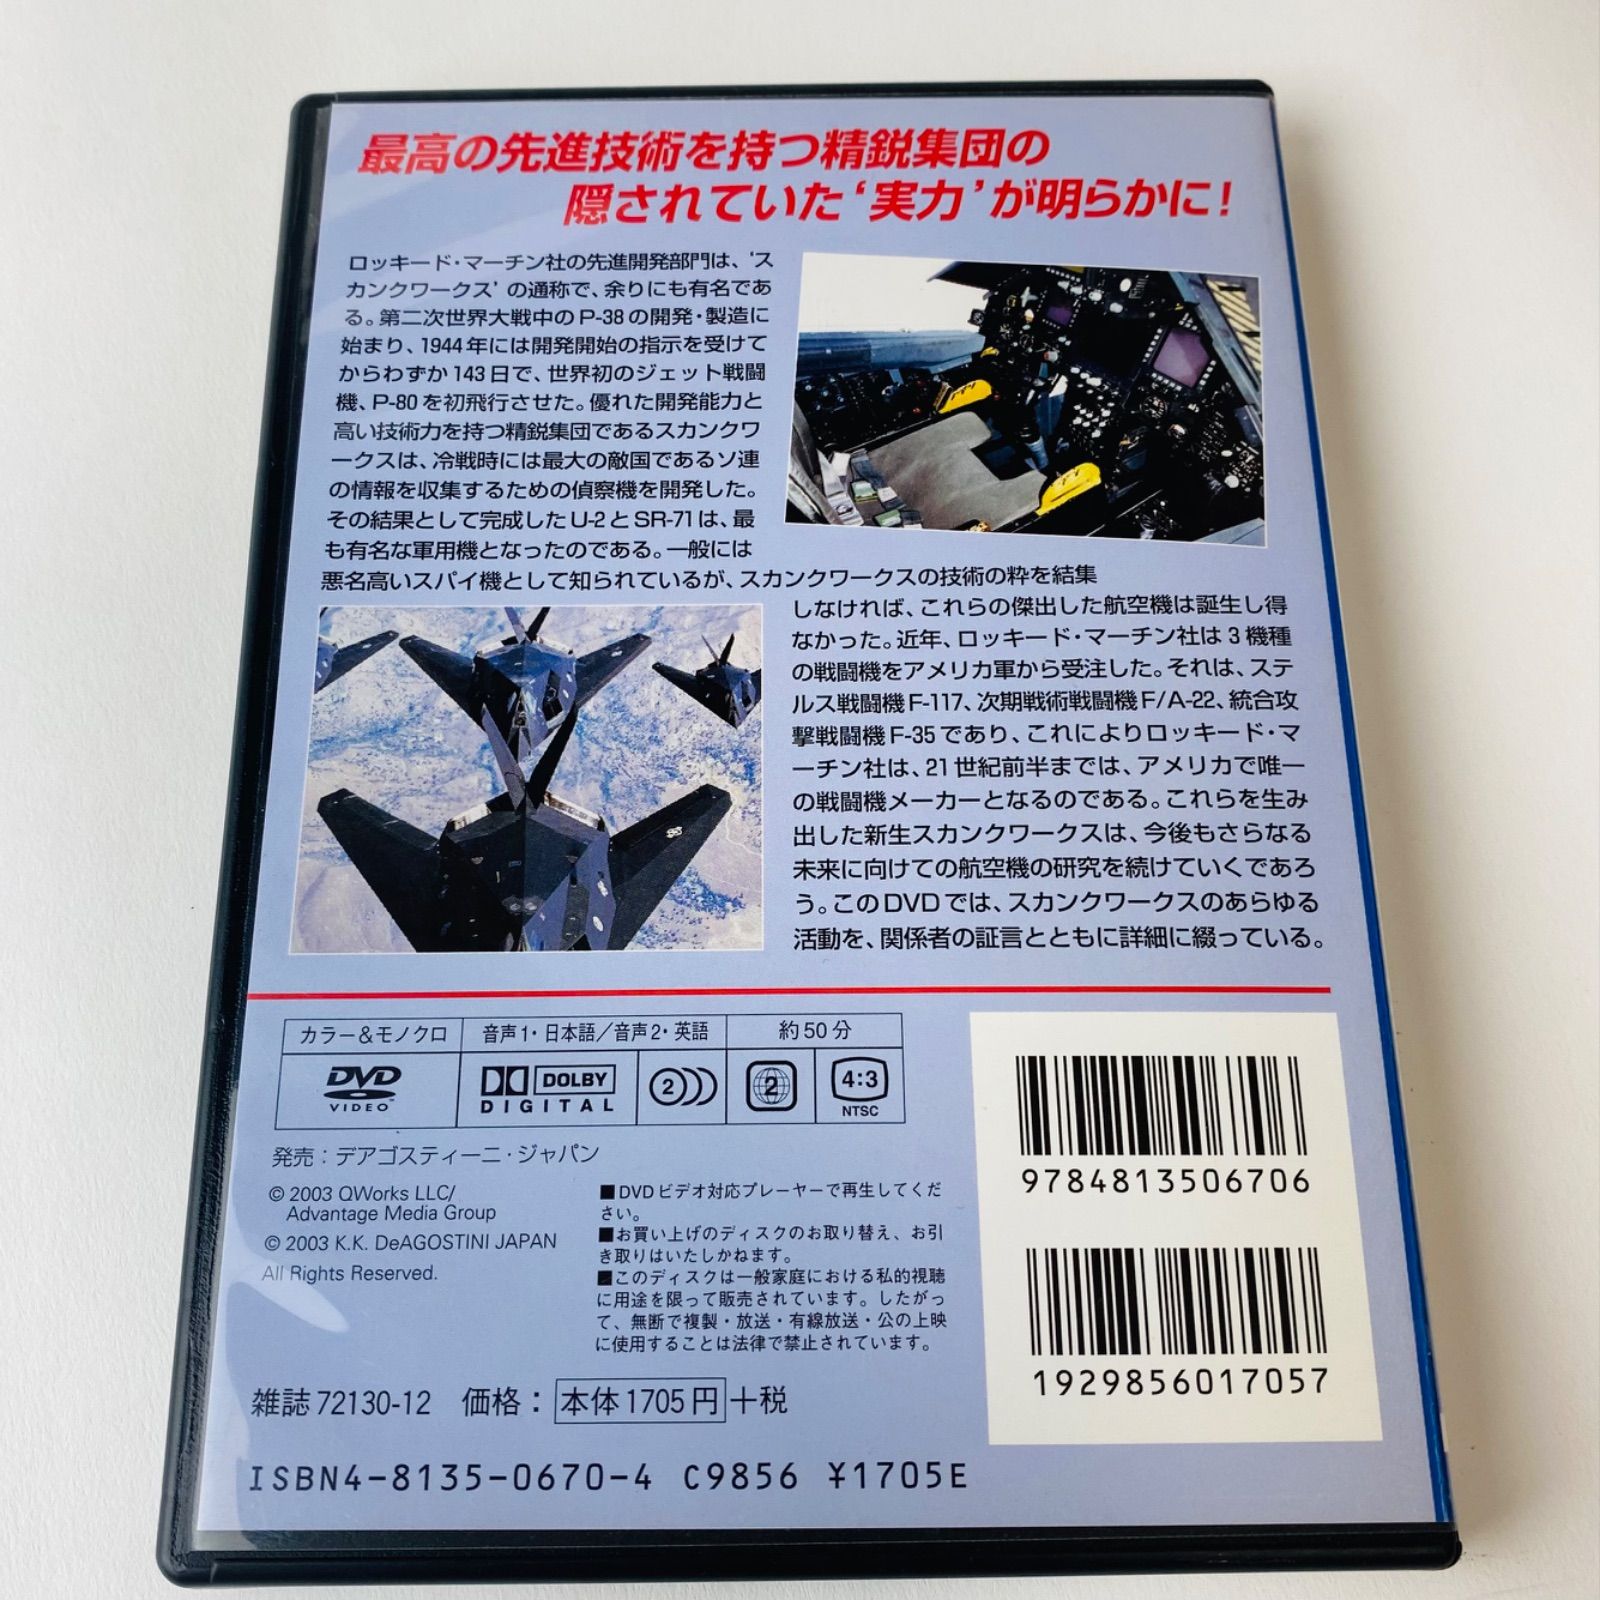 最高の先進技術を持つ精鋭集団の
隠されていた‘実力’が明らかに!
ロッキード・マーチン社の先進開発部門は、‘ス
カンクワークス’の通称で、余りにも有名であ
る。第二次世界大戦中のP-38の開発・製造に
始まり、1944年には開発開始の指示を受けて
からわずか143日で、世界初のジェット戦闘
機、P-80を初飛行させた。優れた開発能力と
高い技術力を持つ精鋭集団であるスカンクワ
ークスは、冷戦時には最大の敵国であるソ連
の情報を収集するための偵察機を開発した。
その結果として完成したU-2とSR-71は、最
も有名な軍用機となったのである。一般には
悪名高いスパイ機として知られているが、スカンクワークスの技術の粋を結集
しなければ、これらの傑出した航空機は誕生し得
なかった。近年、ロッキード・マーチン社は3機種
の戦闘機をアメリカ軍から受注した。それは、ステ
ルス戦闘機F-117、次期戦術戦闘機F/A-22、統合攻
撃戦闘機F-35であり、これによりロッキード・マ
ーチン社は、21世紀前半までは、アメリカで唯一
の戦闘機メーカーとなるのである。これらを生み
出した新生スカンクワークスは、今後もさらなる
未来に向けての航空機の研究を続けていくであろ
う。このDVDでは、スカンクワークスのあらゆる
活動を、関係者の証言とともに詳細に綴っている。
カラー&モノクロ
音声1・日本語/音声2・英語
約50分
DVD
VIDEO
DOLBY
DIGITAL
2
2
4:3
NTSC
発売:デアゴスティーニ・ジャパン
© 2003 QWorks LLC/
Advantage Media Group
© 2003 K.K. DeAGOSTINI JAPAN
All Rights Reserved.
■DVDビデオ対応プレーヤーで再生してくだ
さい。
■お買い上げのディスクのお取り替え、お引
き取りはいたしかねます。
■このディスクは一般家庭における私的視聴
に用途を限って販売されています。したがっ
て、無断で複製・放送・有線放送・公の上映
に使用することは法律で禁止されています。
9784813506706
1929856017057
雑誌72130-12 価格:本体1705円+税
ISBN4-8135-0670-4 C9856 ¥1705E